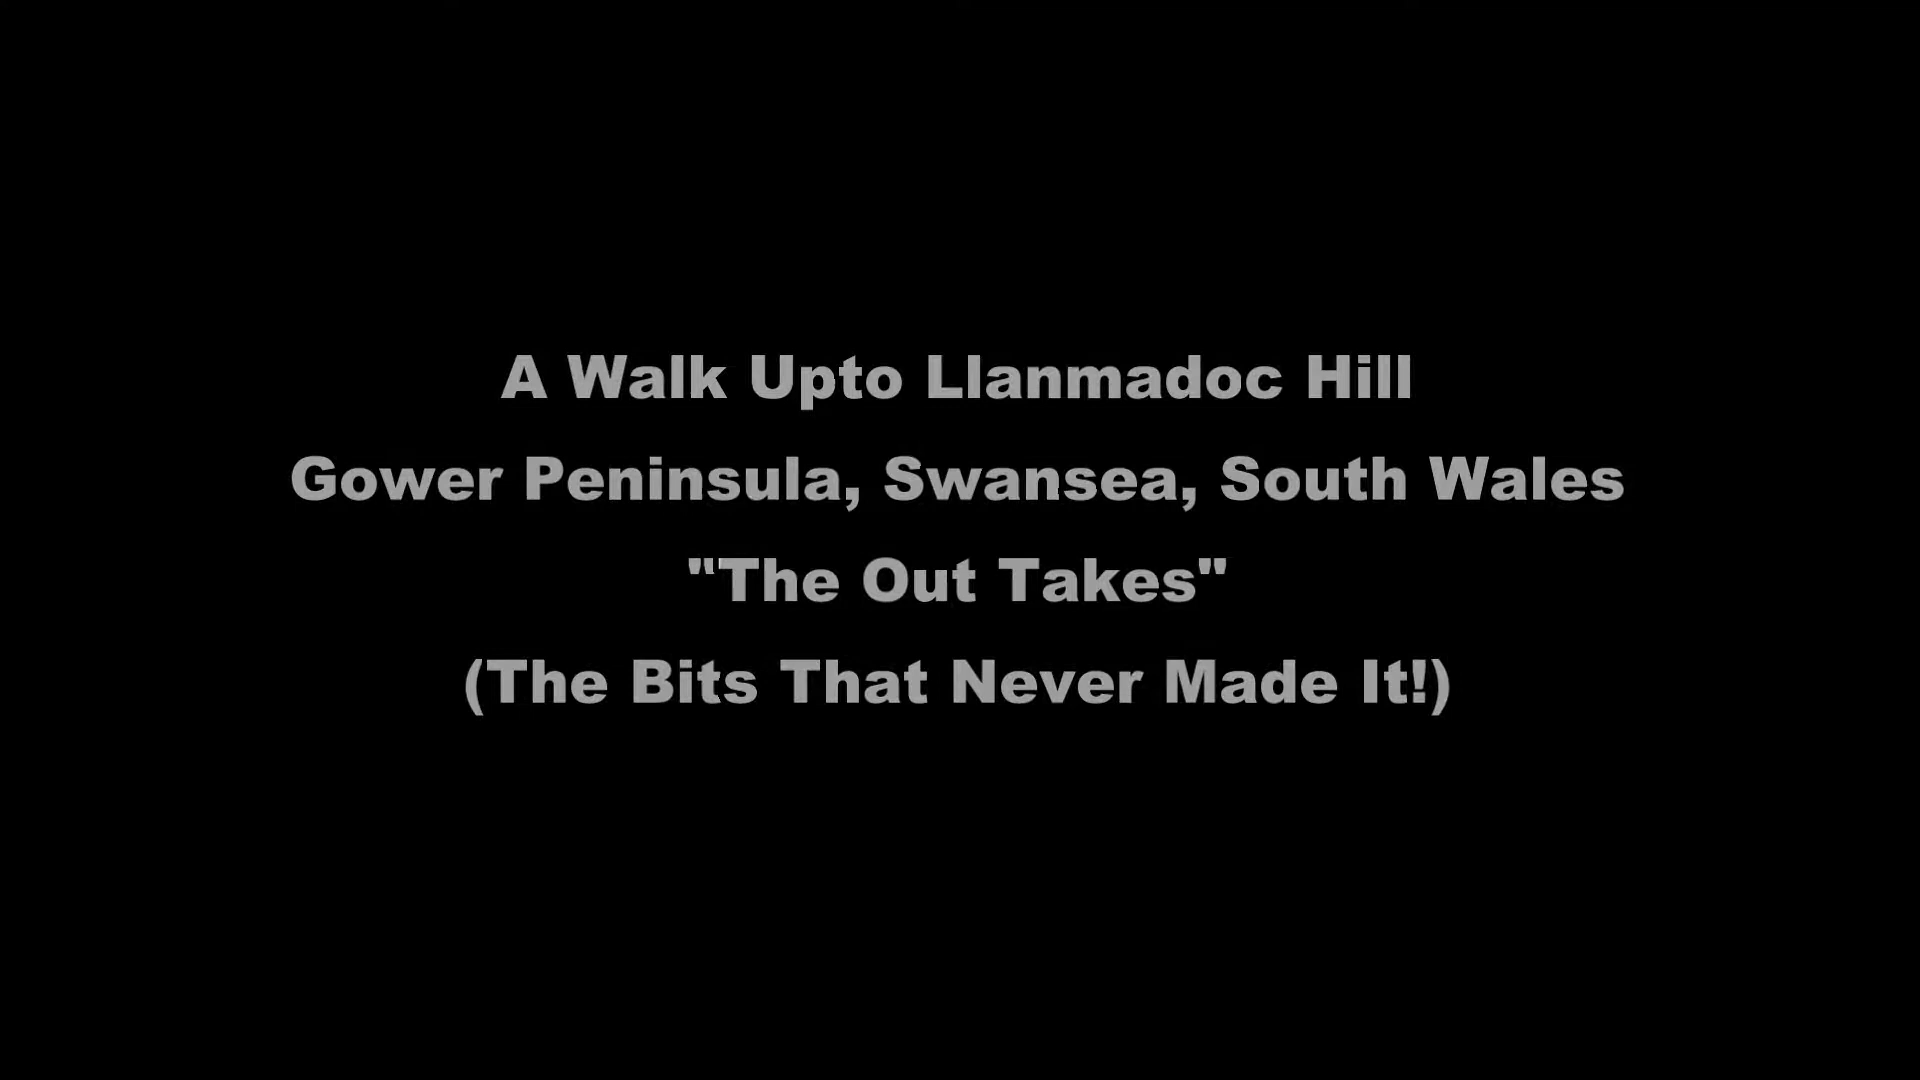 A Walk Upto Llanmadoc Hill
Gower Peninsula, Swansea, South Wales
"The Out Takes"
(The Bits That Never Made It!)